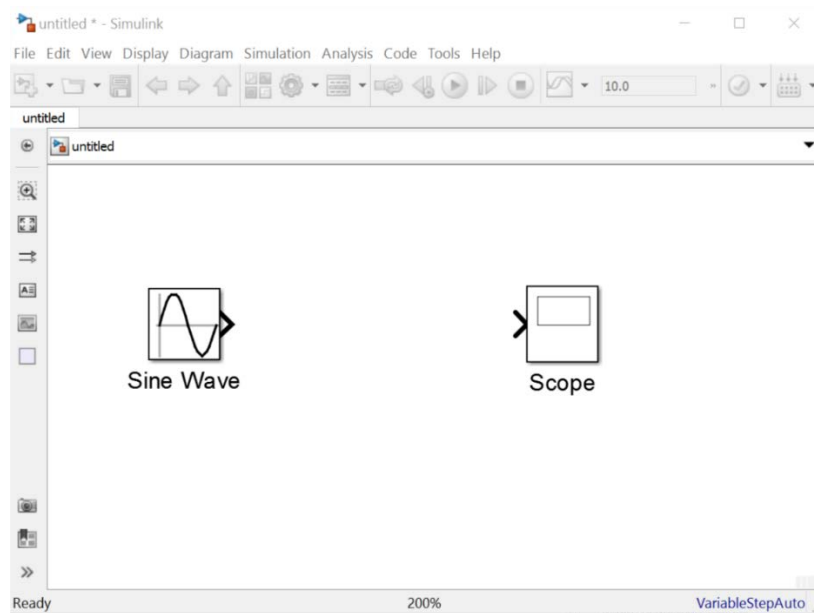 untitled * - Simulink
File Edit View Display Diagram Simulation Analysis Code Tools Help
10.0
untitled
untitled
Sine Wave
Scope
Ready 200% VariableStepAuto